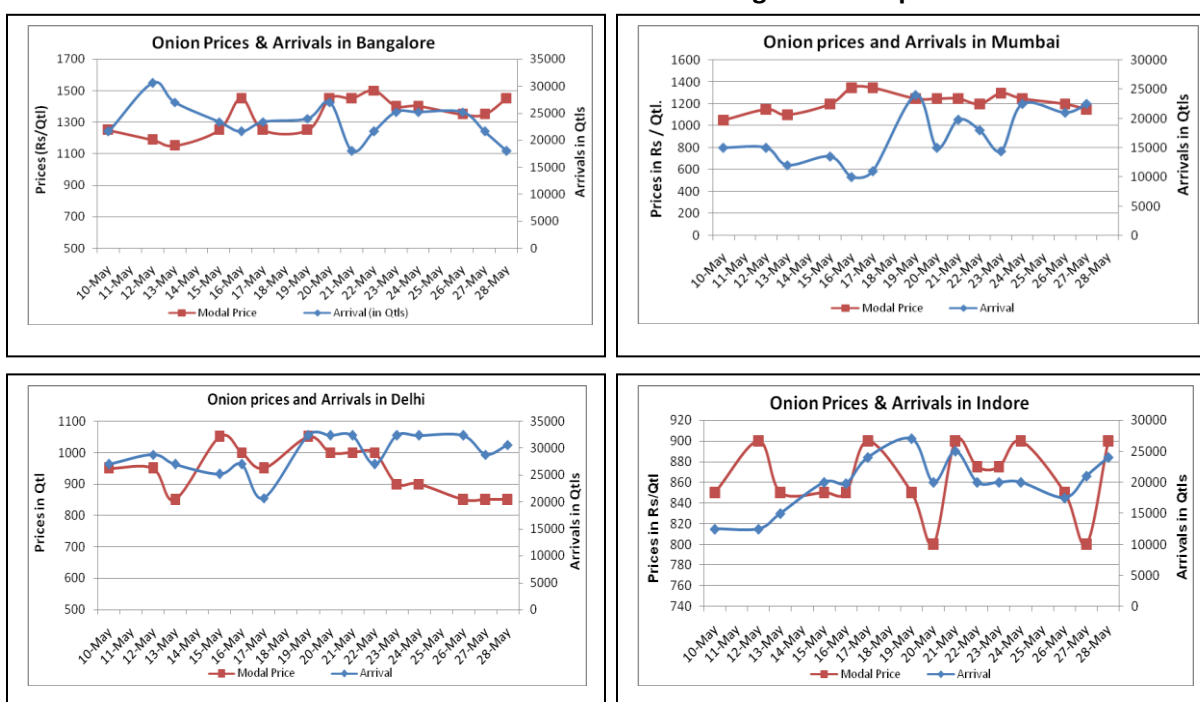 Onion Prices & Arrivals in Bangalore
Prices (Rs/Qtl)
1700
1500
1300
1100
900
700
500
35000
30000
25000
20000
15000
10000
5000
0
Arrivals in Qtls
10-May
11-May
12-May
13-May
14-May
15-May
16-May
17-May
18-May
19-May
20-May
21-May
22-May
23-May
24-May
25-May
26-May
27-May
28-May
Modal Price Arrival (in Qtls)
Onion prices and Arrivals in Mumbai
Prices in Rs / Qtl.
1600
1400
1200
1000
800
600
400
200
0
30000
25000
20000
15000
10000
5000
0
Arrivals in Qtls
10-May
11-May
12-May
13-May
14-May
15-May
16-May
17-May
18-May
19-May
20-May
21-May
22-May
23-May
24-May
25-May
26-May
27-May
28-May
Modal Price Arrival
Onion prices and Arrivals in Delhi
Prices in Qtl
1100
1000
900
800
700
600
500
35000
30000
25000
20000
15000
10000
5000
0
Arrivals in Qtls
10-May
11-May
12-May
13-May
14-May
15-May
16-May
17-May
18-May
19-May
20-May
21-May
22-May
23-May
24-May
25-May
26-May
27-May
28-May
Modal Price Arrival
Onion Prices & Arrivals in Indore
Prices in Rs/Qtl
920
900
880
860
840
820
800
780
760
740
30000
25000
20000
15000
10000
5000
0
Arrivals in Qtls
10-May
11-May
12-May
13-May
14-May
15-May
16-May
17-May
18-May
19-May
20-May
21-May
22-May
23-May
24-May
25-May
26-May
27-May
28-May
Modal Price Arrival